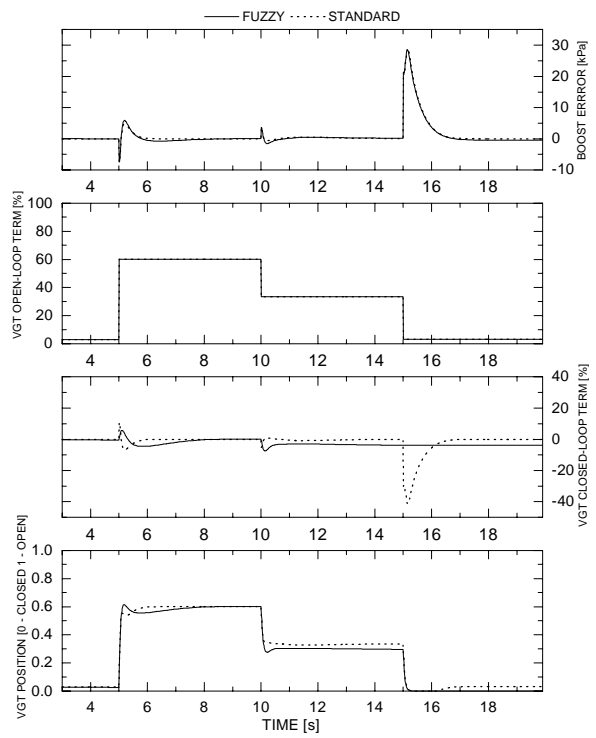 FUZZY STANDARD
30
20
10
0
-10
BOOST ERRROR [kPa]
4 6 8 10 12 14 16 18
100
80
60
40
20
0
VGT OPEN-LOOP TERM [%]
4 6 8 10 12 14 16 18
40
20
0
-20
-40
VGT CLOSED-LOOP TERM [%]
4 6 8 10 12 14 16 18
1.0
0.8
0.6
0.4
0.2
0.0
VGT POSITION [0 - CLOSED 1 - OPEN]
4 6 8 10 12 14 16 18
TIME [s]